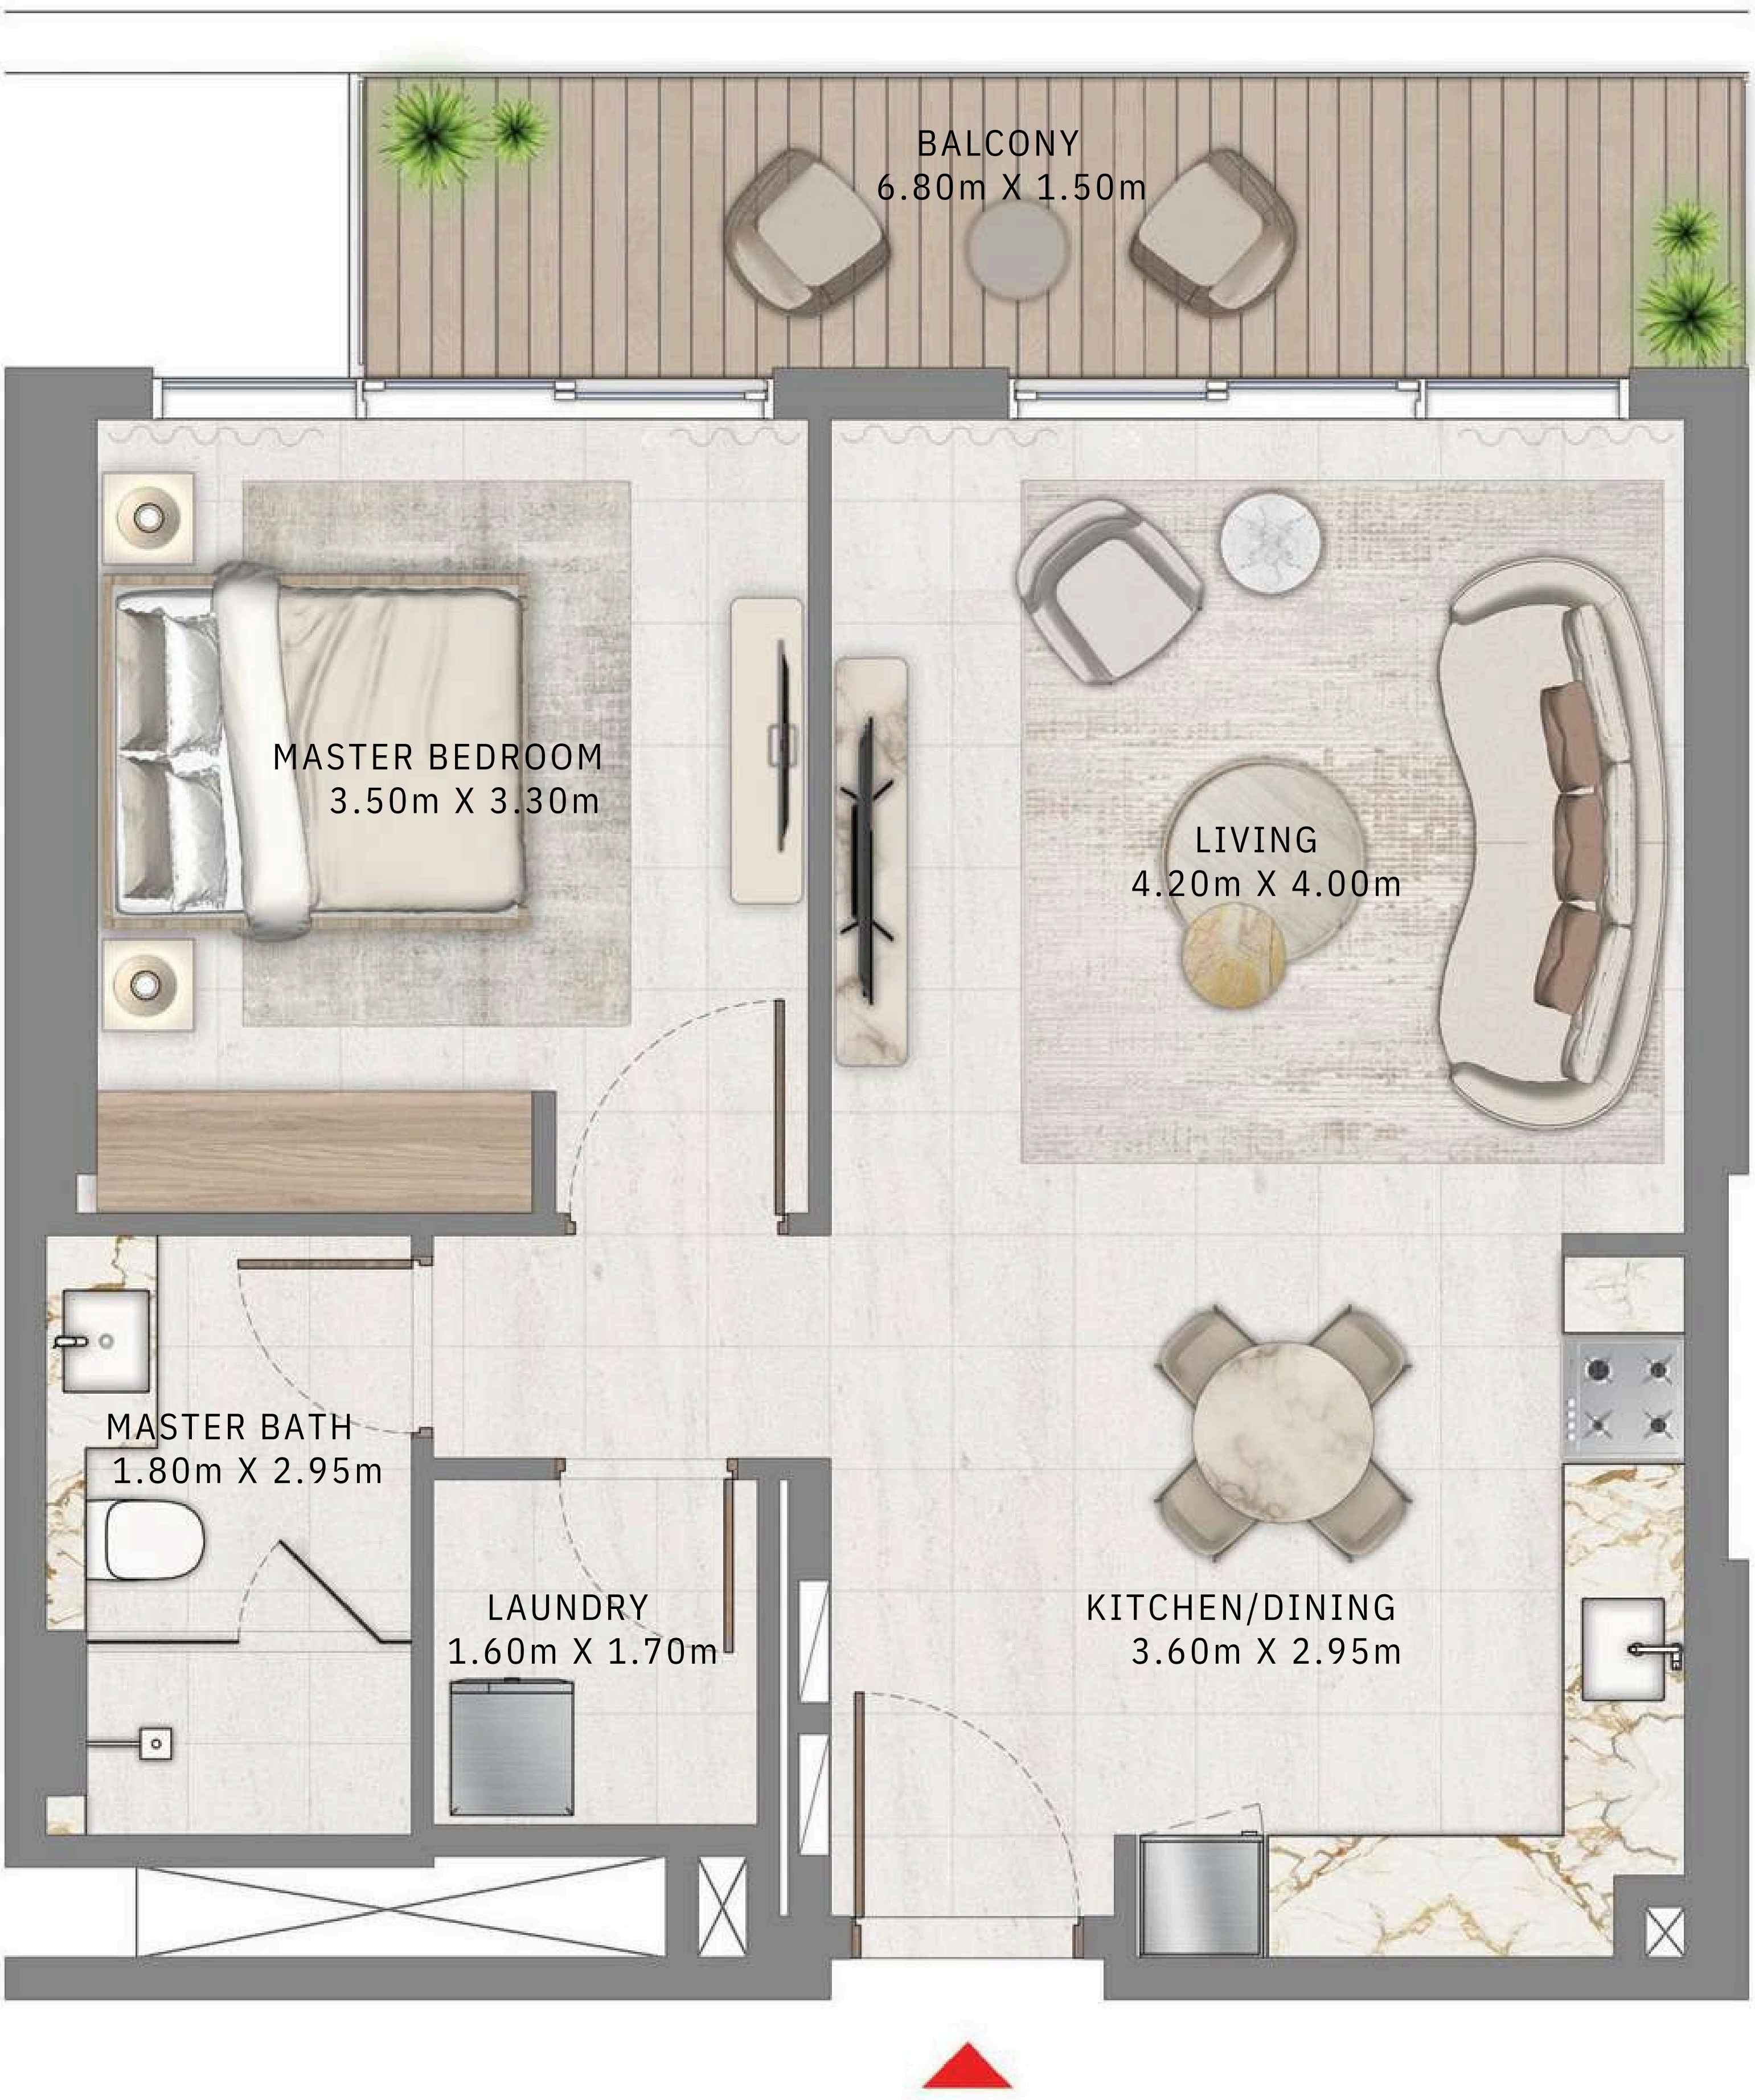 BALCONY
6.80m X 1.50m
MASTER BEDROOM
3.50m X 3.30m
LIVING
4.20m X 4.00m
MASTER BATH
1.80m X 2.95m
LAUNDRY
1.60m X 1.70m
KITCHEN/DINING
3.60m X 2.95m